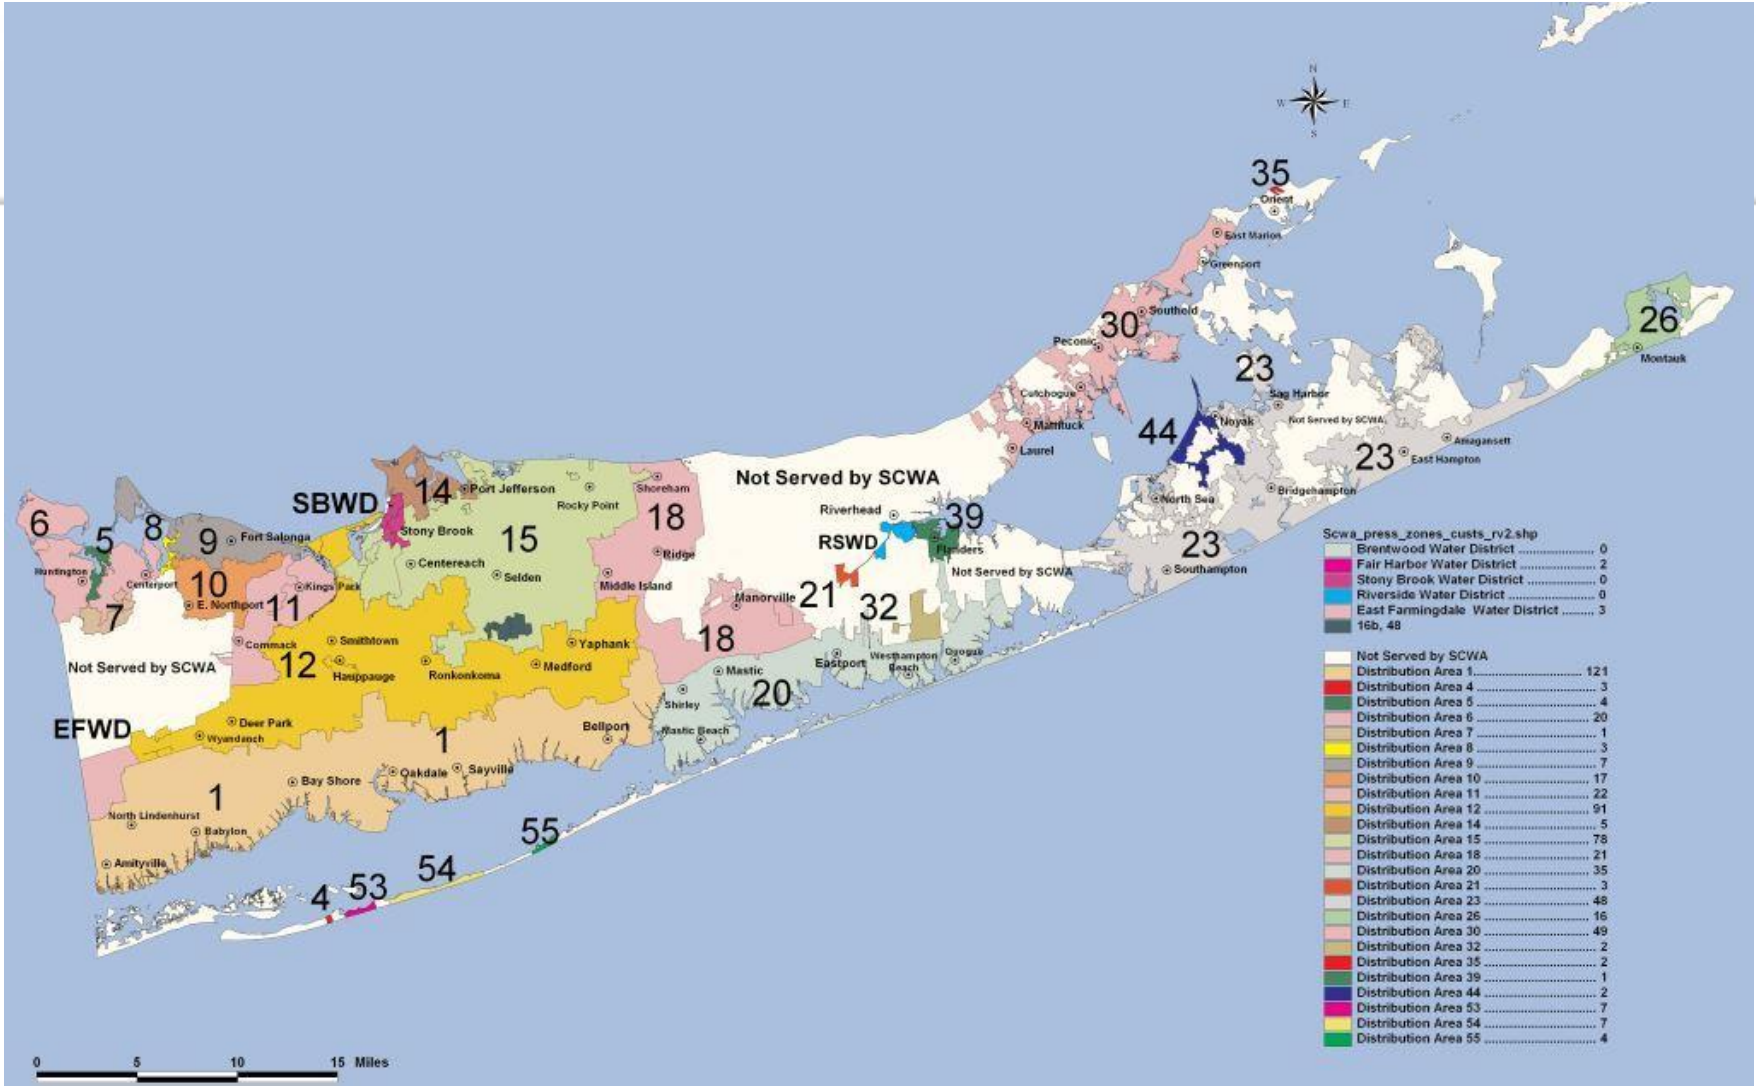 N
W E
S
35
Orient
East Marion
Greenport
30
Southold
Peconic
26
Montauk
23
Sag Harbor
Cutchogue
Not Served by SCWA
44
Noyak
Mattituck
Amagansett
Laurel
23
East Hampton
SBWD
14
Port Jefferson
Not Served by SCWA
Shoreham
Rocky Point
Bridgehampton
North Sea
6
5
8
9
Fort Salonga
Stony Brook
15
18
Riverhead
39
RSWD
Flanders
23
Ridge
Huntington
Centerport
Centereach
Selden
Middle Island
Not Served by SCWA
Southampton
10
Kings Park
E. Northport
11
7
Manorville
21
32
Commack
Smithtown
Yaphank
18
Not Served by SCWA
12
Hauppauge
Ronkonkoma
Medford
Mastic
Eastport
Westhampton
Beach
Quogue
20
Shirley
EFWD
Deer Park
Wyandanch
1
Bellport
Mastic Beach
Oakdale
Sayville
Bay Shore
1
North Lindenhurst
Babylon
Amityville
55
54
53
4
0 5 10 15 Miles
Scwa_press_zones_custs_rv2.shp
Brentwood Water District ........ 0
Fair Harbor Water District ........ 2
Stony Brook Water District ........ 0
Riverside Water District ........ 0
East Farmingdale Water District ........ 3
16b, 48
Not Served by SCWA
Distribution Area 1........ 121
Distribution Area 4 ........ 3
Distribution Area 5 ........ 4
Distribution Area 6 ........ 20
Distribution Area 7 ........ 1
Distribution Area 8 ........ 3
Distribution Area 9 ........ 7
Distribution Area 10 ........ 17
Distribution Area 11 ........ 22
Distribution Area 12 ........ 91
Distribution Area 14 ........ 5
Distribution Area 15 ........ 78
Distribution Area 18 ........ 21
Distribution Area 20 ........ 35
Distribution Area 21 ........ 3
Distribution Area 23 ........ 48
Distribution Area 26 ........ 16
Distribution Area 30 ........ 49
Distribution Area 32 ........ 2
Distribution Area 35 ........ 2
Distribution Area 39 ........ 1
Distribution Area 44 ........ 2
Distribution Area 53 ........ 7
Distribution Area 54 ........ 7
Distribution Area 55 ........ 4